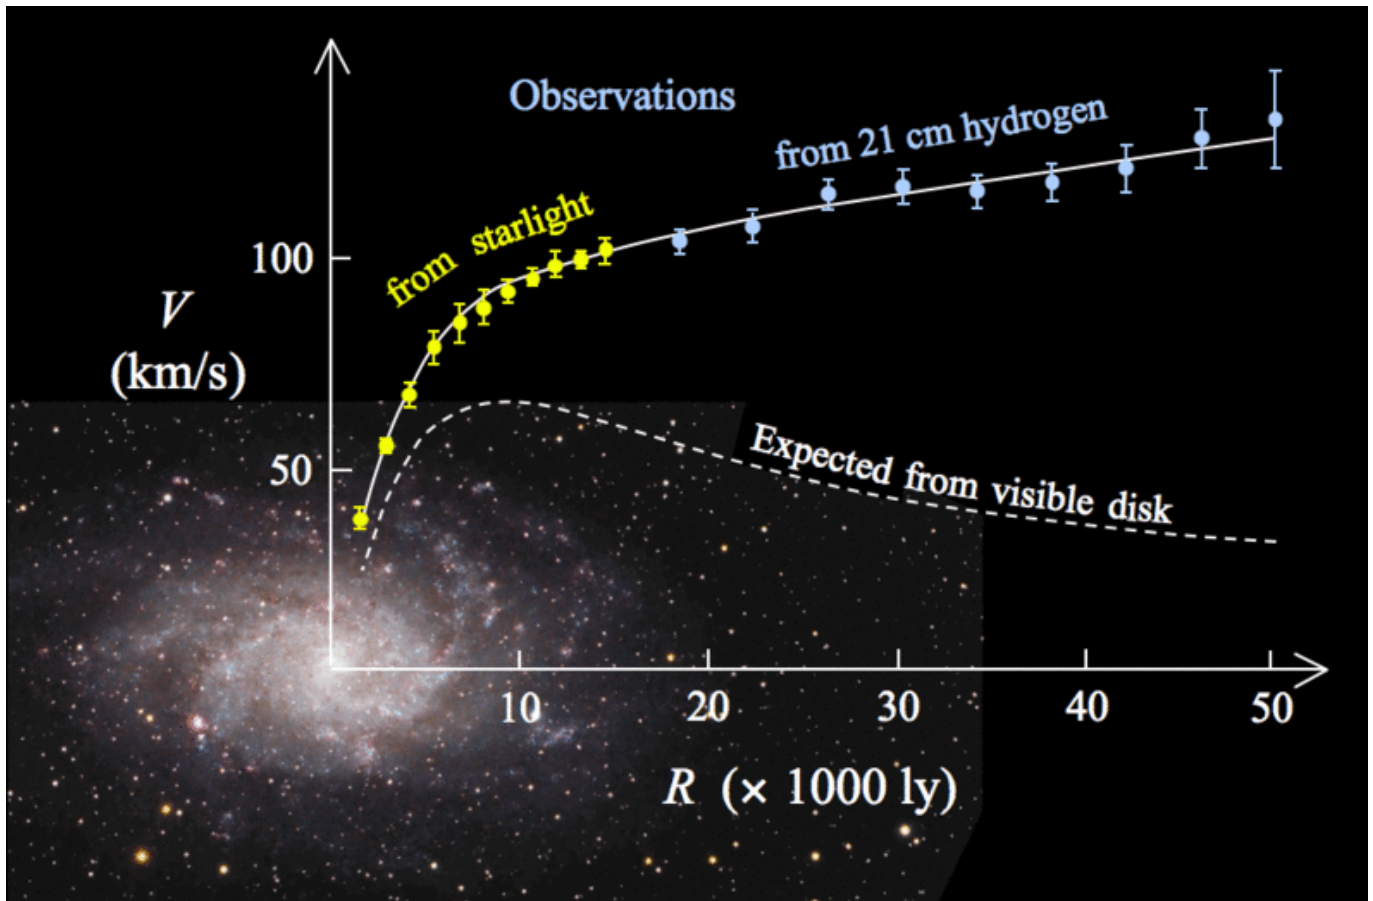 Observations
from 21 cm hydrogen
from starlight
100
V
(km/s)
50
Expected from visible disk
10
20
30
40
50
R (× 1000 ly)